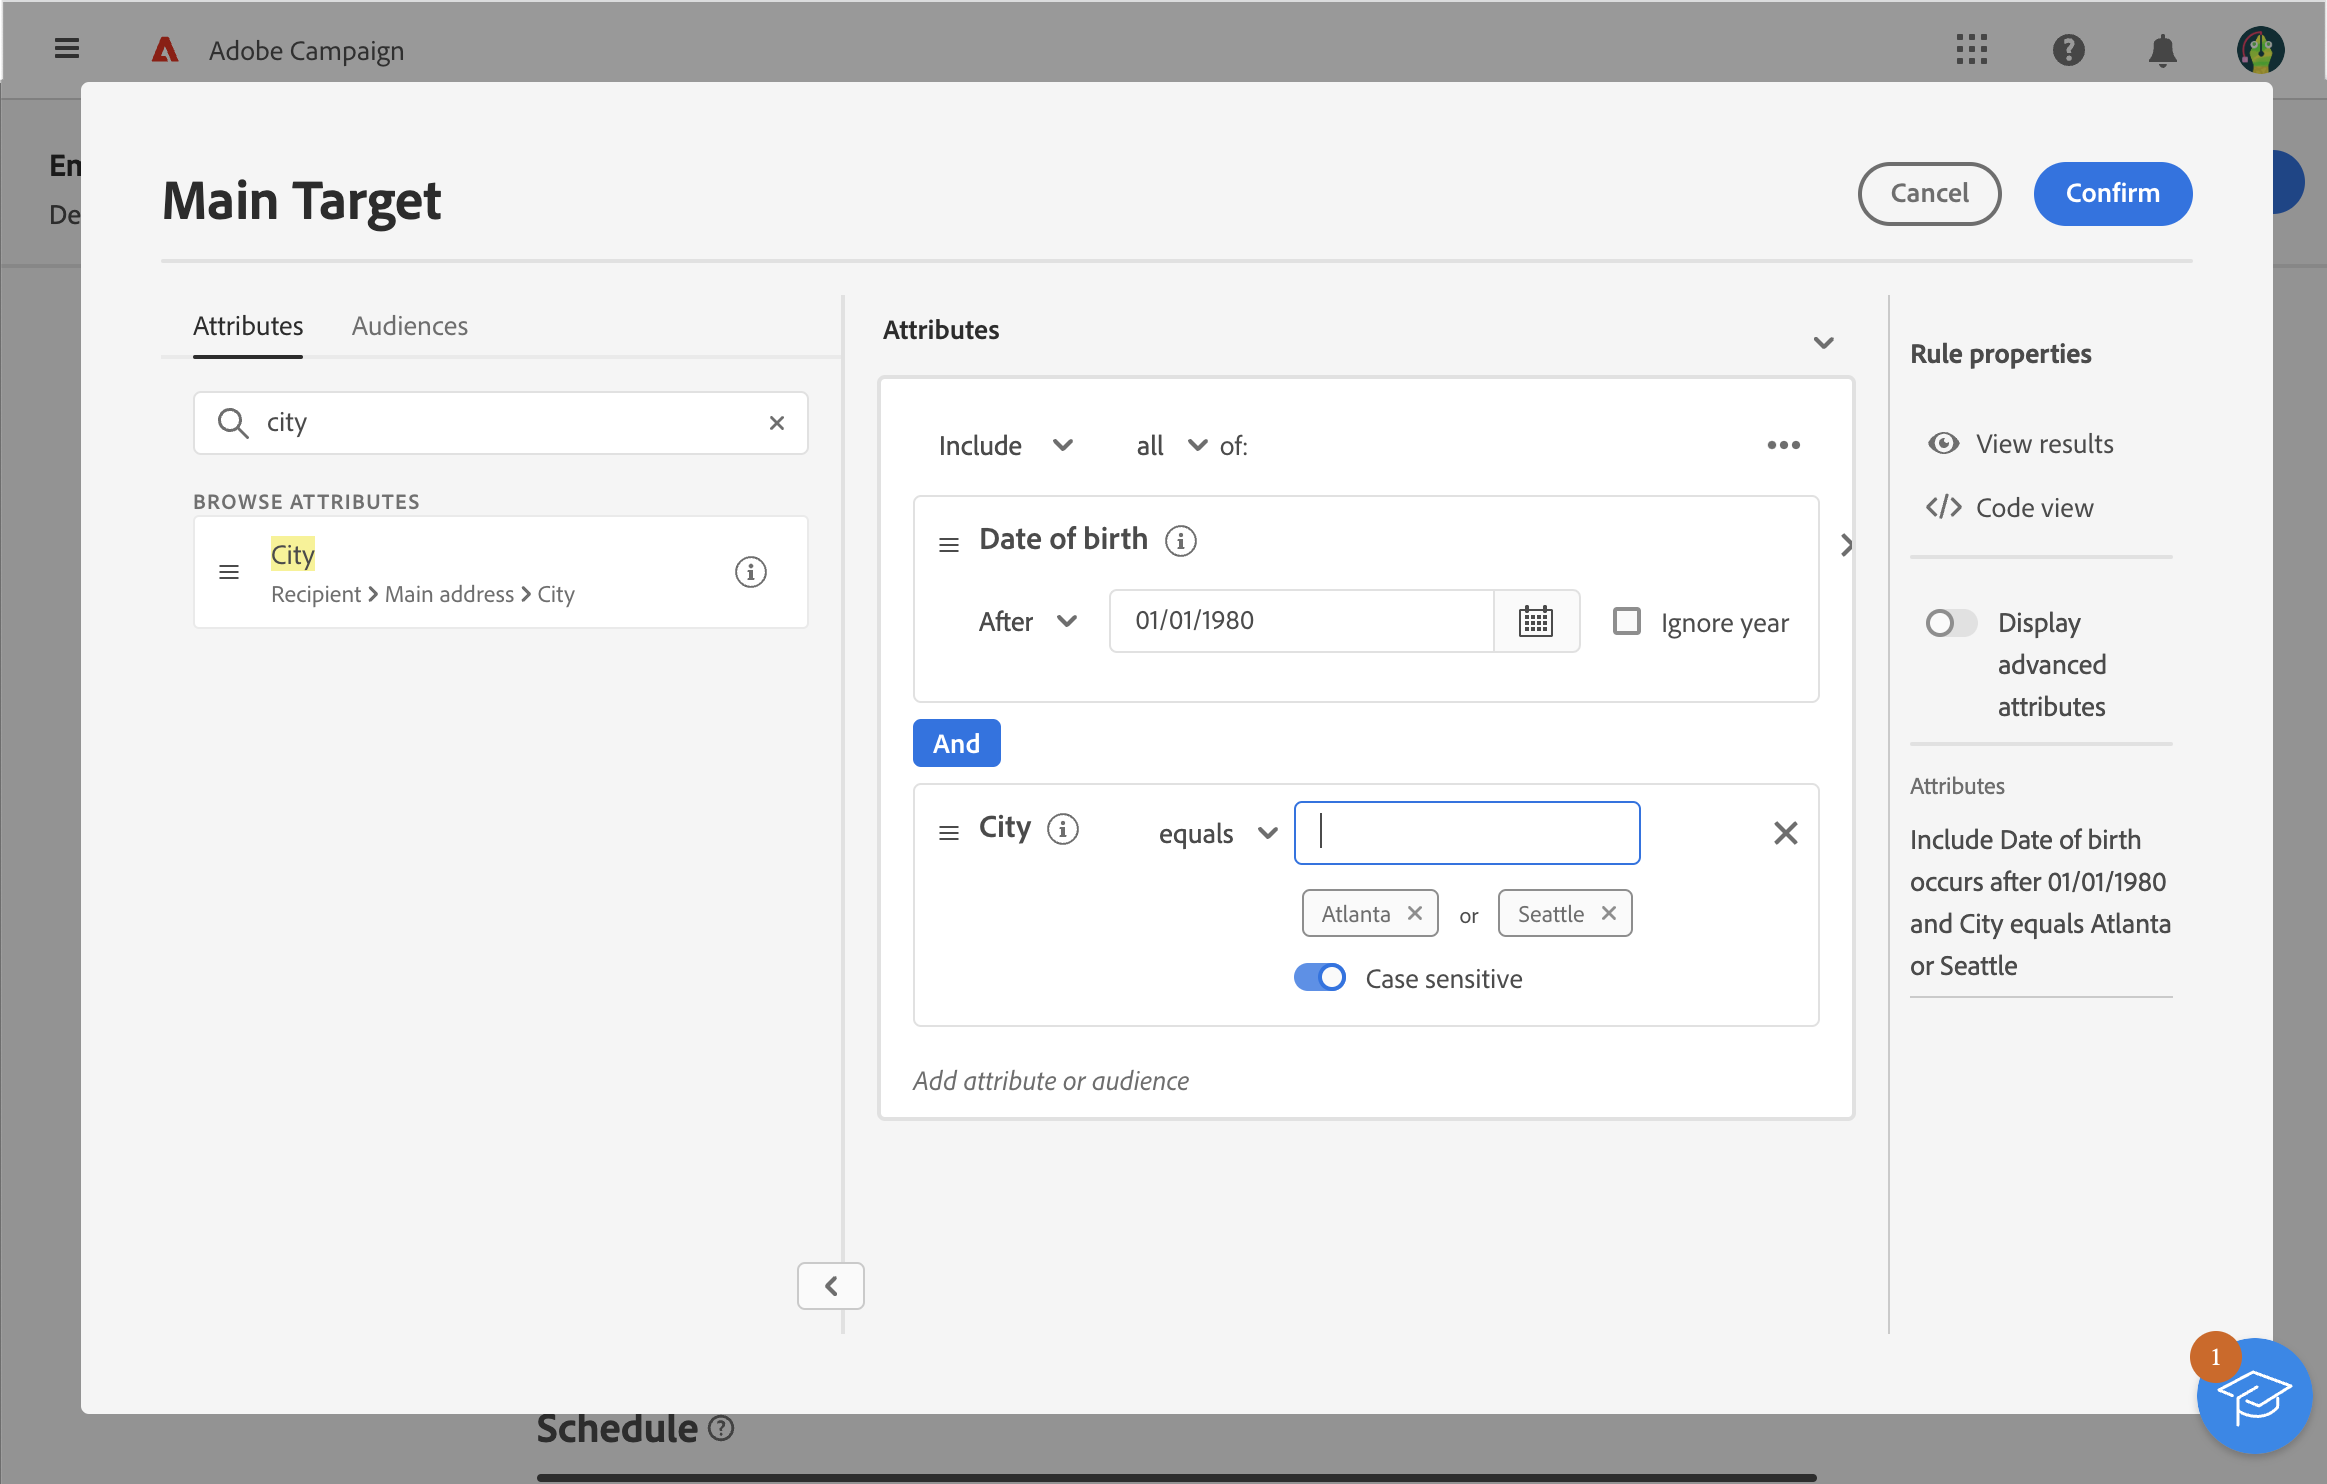 Adobe Campaign
En
De
Main Target
Cancel
Confirm
Attributes
Audiences
city
BROWSE ATTRIBUTES
City
Recipient > Main address > City
Attributes
Include all of:
Date of birth
After 01/01/1980 Ignore year
And
City equals
Atlanta or Seattle
Case sensitive
Add attribute or audience
Rule properties
View results
Code view
Display
advanced
attributes
Attributes
Include Date of birth
occurs after 01/01/1980
and City equals Atlanta
or Seattle
1
Schedule